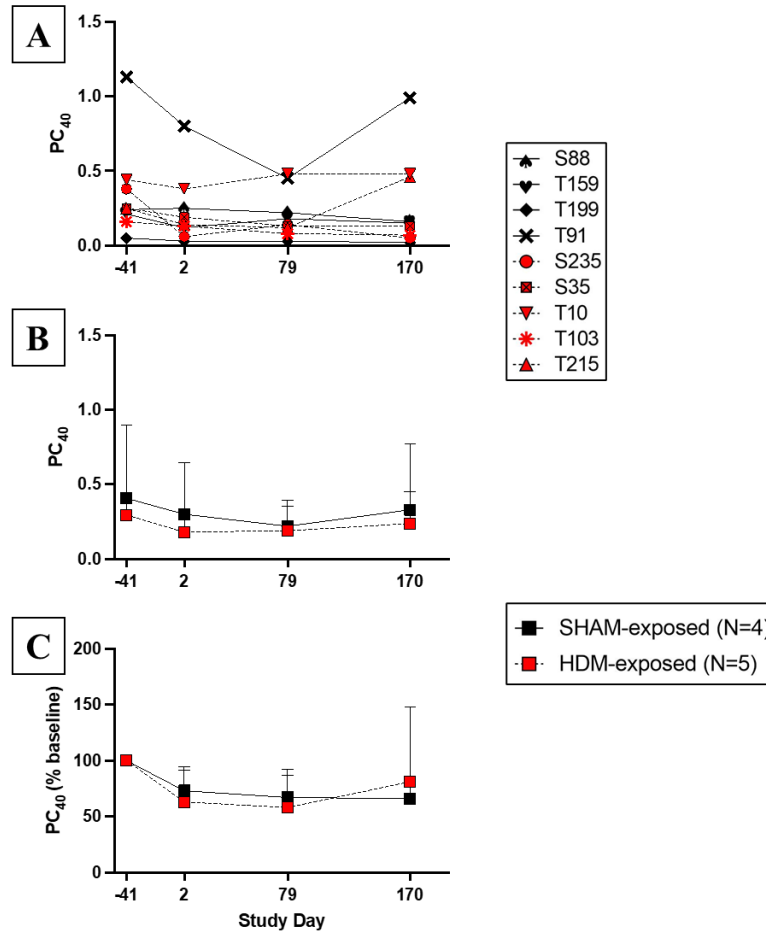 A
PC40
1.5
1.0
0.5
0.0
-41 2 79 170
S88
T159
T199
T91
S235
S35
T10
T103
T215
B
PC40
1.5
1.0
0.5
0.0
-41 2 79 170
SHAM-exposed (N=4)
HDM-exposed (N=5)
C
PC40 (% baseline)
200
150
100
50
0
-41 2 79 170
Study Day